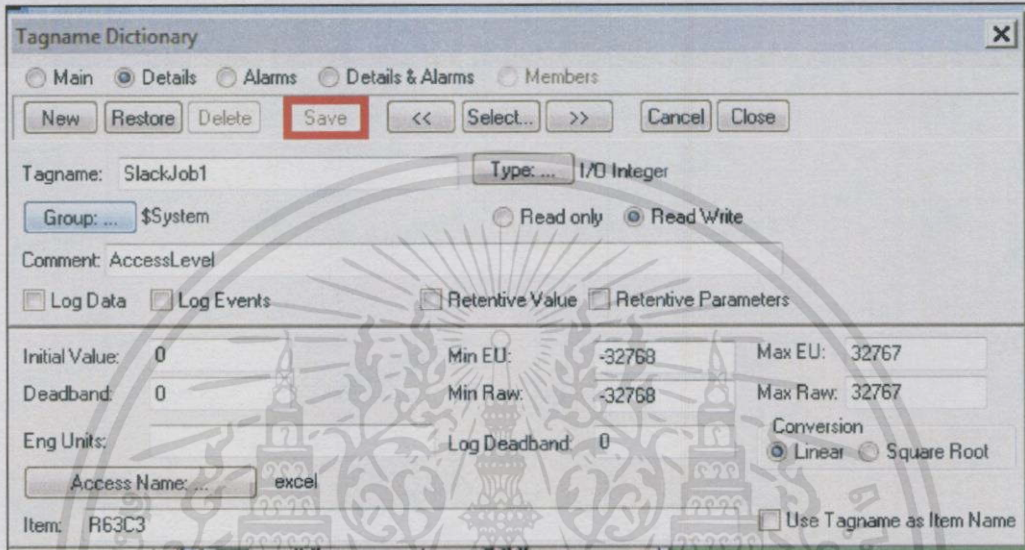 Tagname Dictionary
Main Details Alarms Details & Alarms Members
New Restore Delete Save << Select... >> Cancel Close
Tagname: SlackJob1 Type: ... I/O Integer
Group: ... $System Read only Read Write
Comment: AccessLevel
Log Data Log Events Retentive Value Retentive Parameters
Initial Value: 0 Min EU: -32768 Max EU: 32767
Deadband: 0 Min Raw: -32768 Max Raw: 32767
Eng Units: Log Deadband: 0 Conversion
Linear Square Root
Access Name: ... excel
Item: R63C3 Use Tagname as Item Name